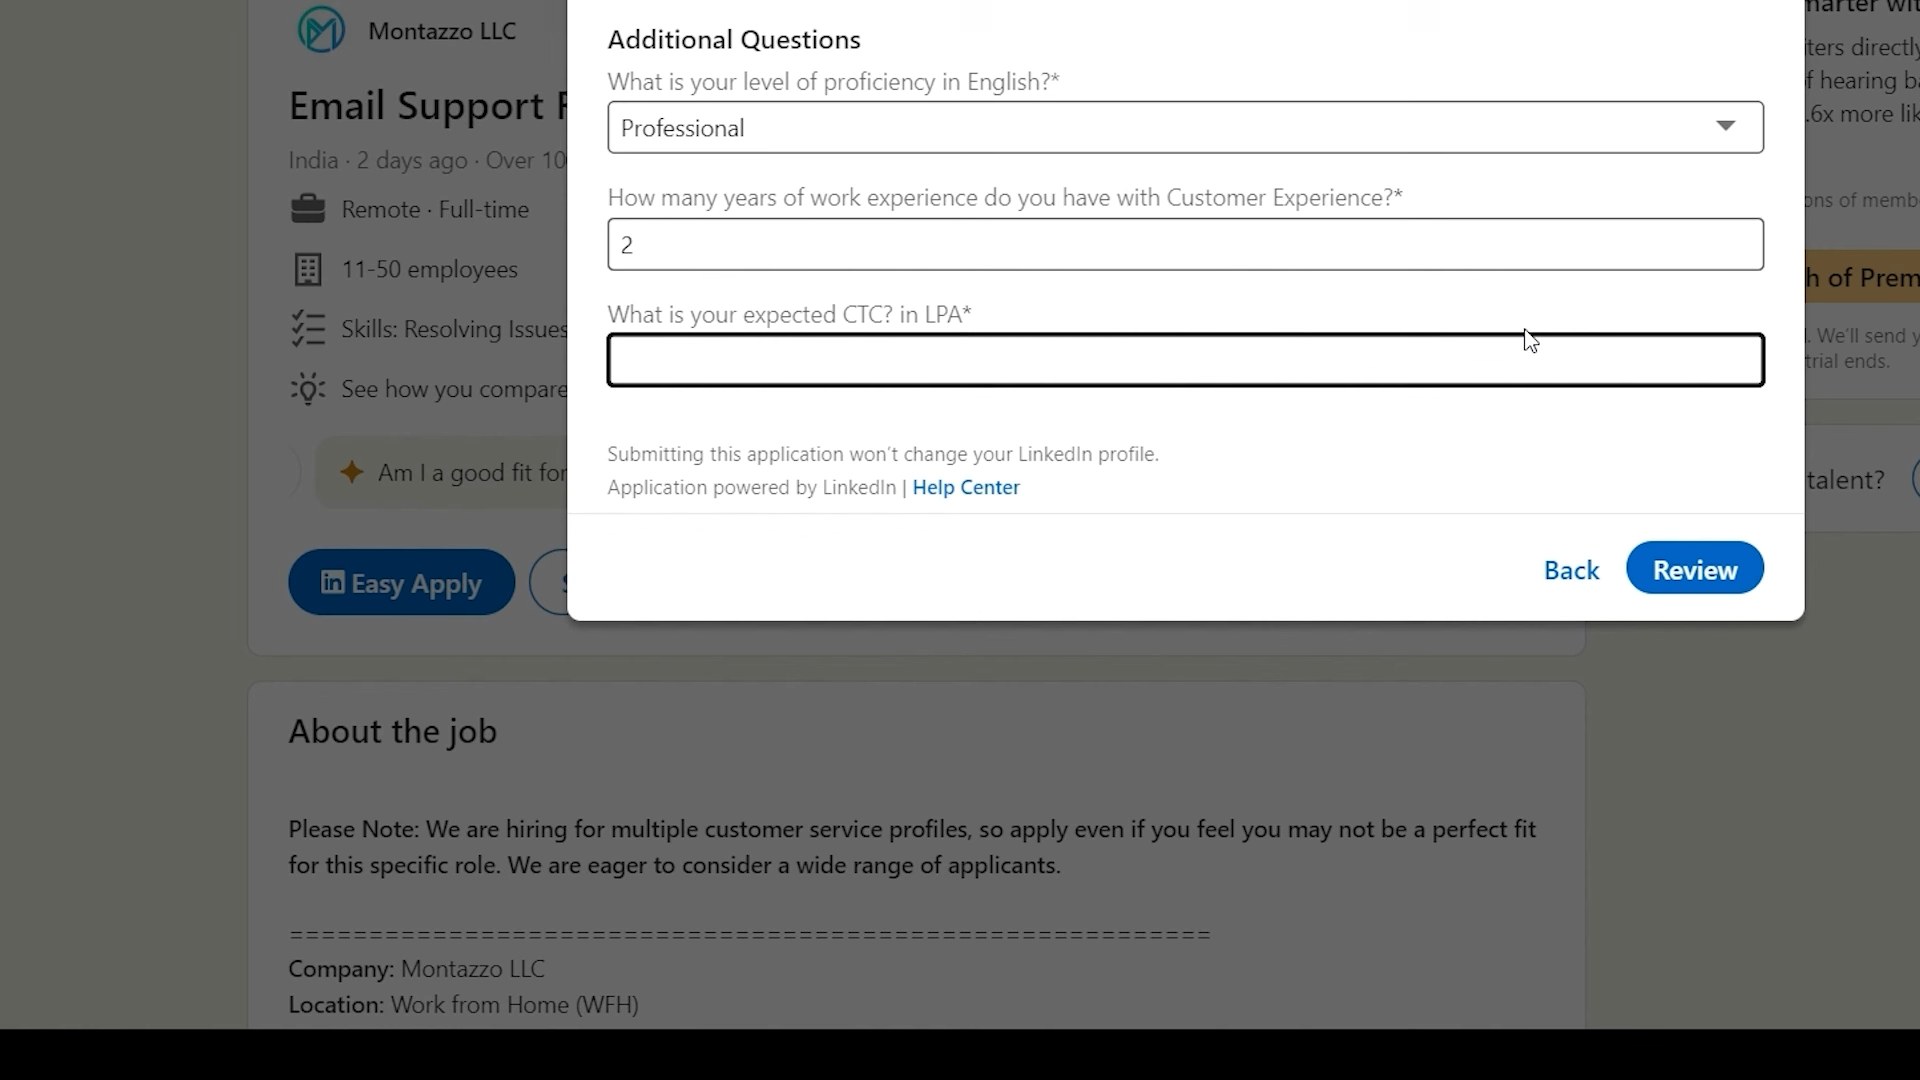 Montazzo LLC
Email Support
India · 2 days ago · Over
Remote · Full-time
11-50 employees
Skills: Resolving Issues
See how you compare
Am I a good fit for
in Easy Apply
Additional Questions
What is your level of proficiency in English?*
Professional
How many years of work experience do you have with Customer Experience?*
2
What is your expected CTC? in LPA*
Submitting this application won't change your LinkedIn profile.
Application powered by LinkedIn | Help Center
Back
Review
directly
of hearing
.6x more
of
of Prem
. We'll send
trial ends.
talent?
About the job
Please Note: We are hiring for multiple customer service profiles, so apply even if you feel you may not be a perfect fit
for this specific role. We are eager to consider a wide range of applicants.
==========================================================
Company: Montazzo LLC
Location: Work from Home (WFH)